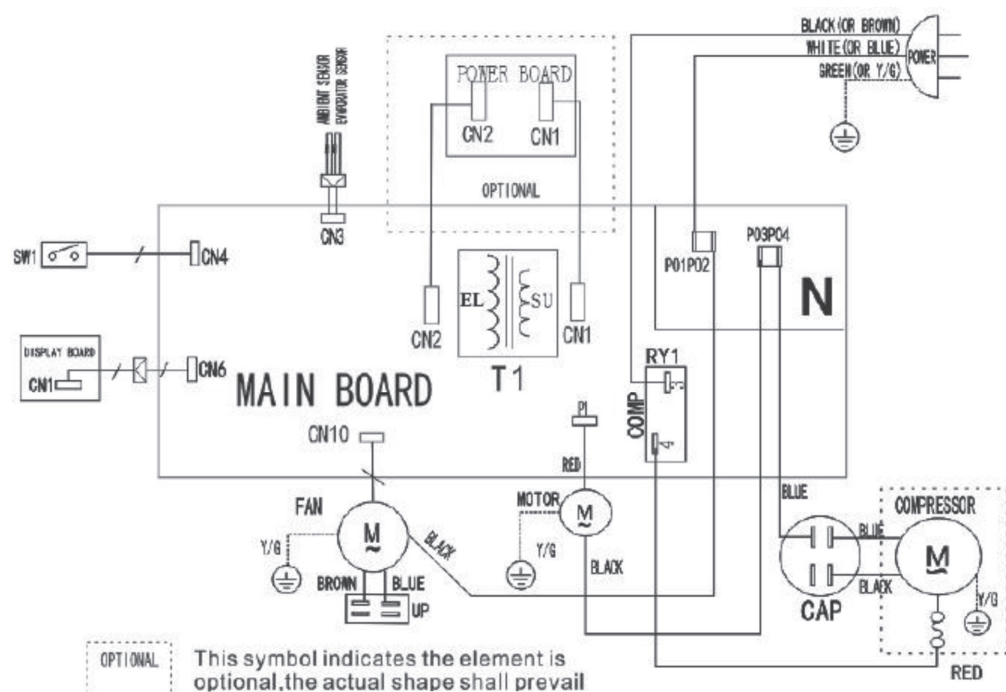 BLACK(OR BROWN)
WHITE(OR BLUE)
GREEN(OR Y/G)
POWER
AMBIENT SENSOR
EVAPORATOR SENSOR
POWER BOARD
CN2
CN1
OPTIONAL
CN3
SW1
CN4
P01P02
P03P04
N
EL
SU
CN2
CN1
T1
DISPLAY BOARD
CN1
CN6
MAIN BOARD
RY1
3
COMP
4
P1
CN10
RED
FAN
M
~
Y/G
BLACK
BROWN
BLUE
UP
MOTOR
M
~
Y/G
BLACK
BLUE
COMPRESSOR
BLUE
M
~
BLACK
CAP
Y/G
RED
OPTIONAL
This symbol indicates the element is
optional,the actual shape shall prevail